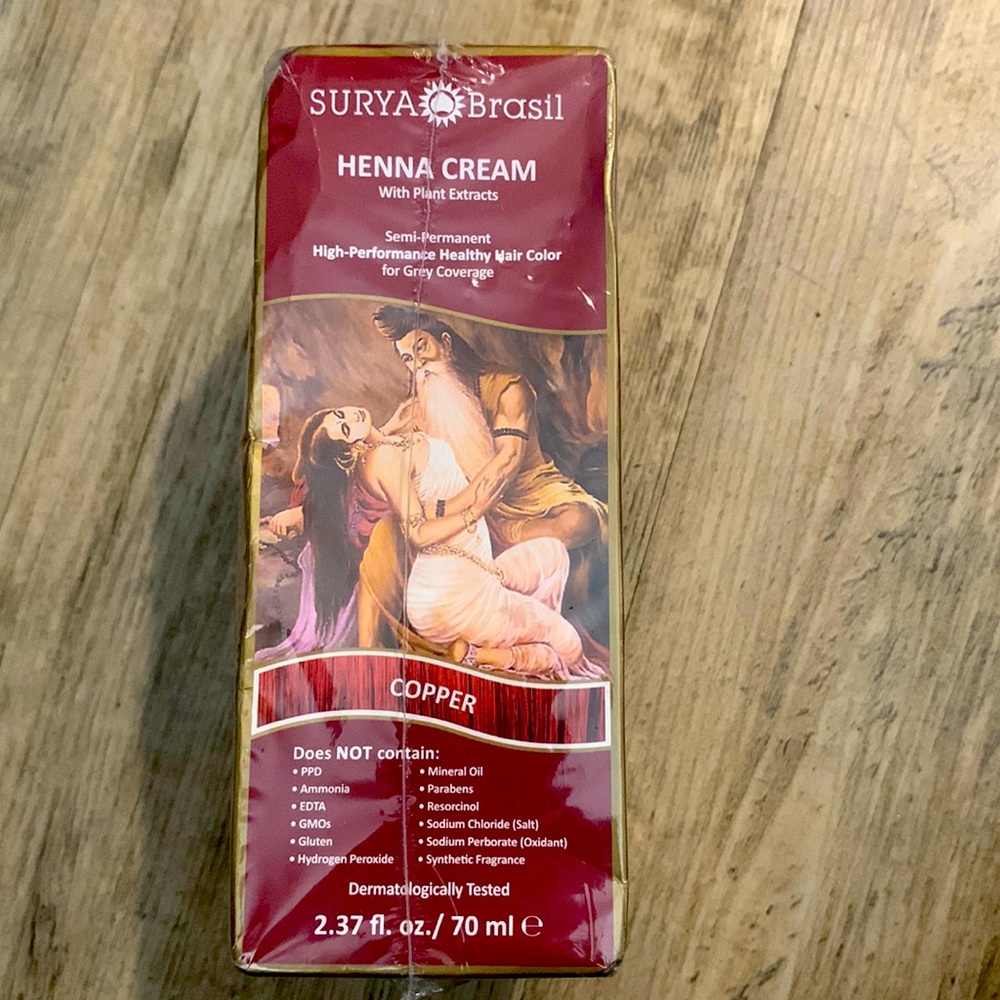 SURYA Brasil
HENNA CREAM
With Plant Extracts
Semi-Permanent
High-Performance Healthy Hair Color
for Grey Coverage
COPPER
Does NOT contain:
• PPD
• Ammonia
• EDTA
• GMOs
• Gluten
• Hydrogen Peroxide
• Mineral Oil
• Parabens
• Resorcinol
• Sodium Chloride (Salt)
• Sodium Perborate (Oxidant)
• Synthetic Fragrance
Dermatologically Tested
2.37 fl. oz./ 70 ml ℮